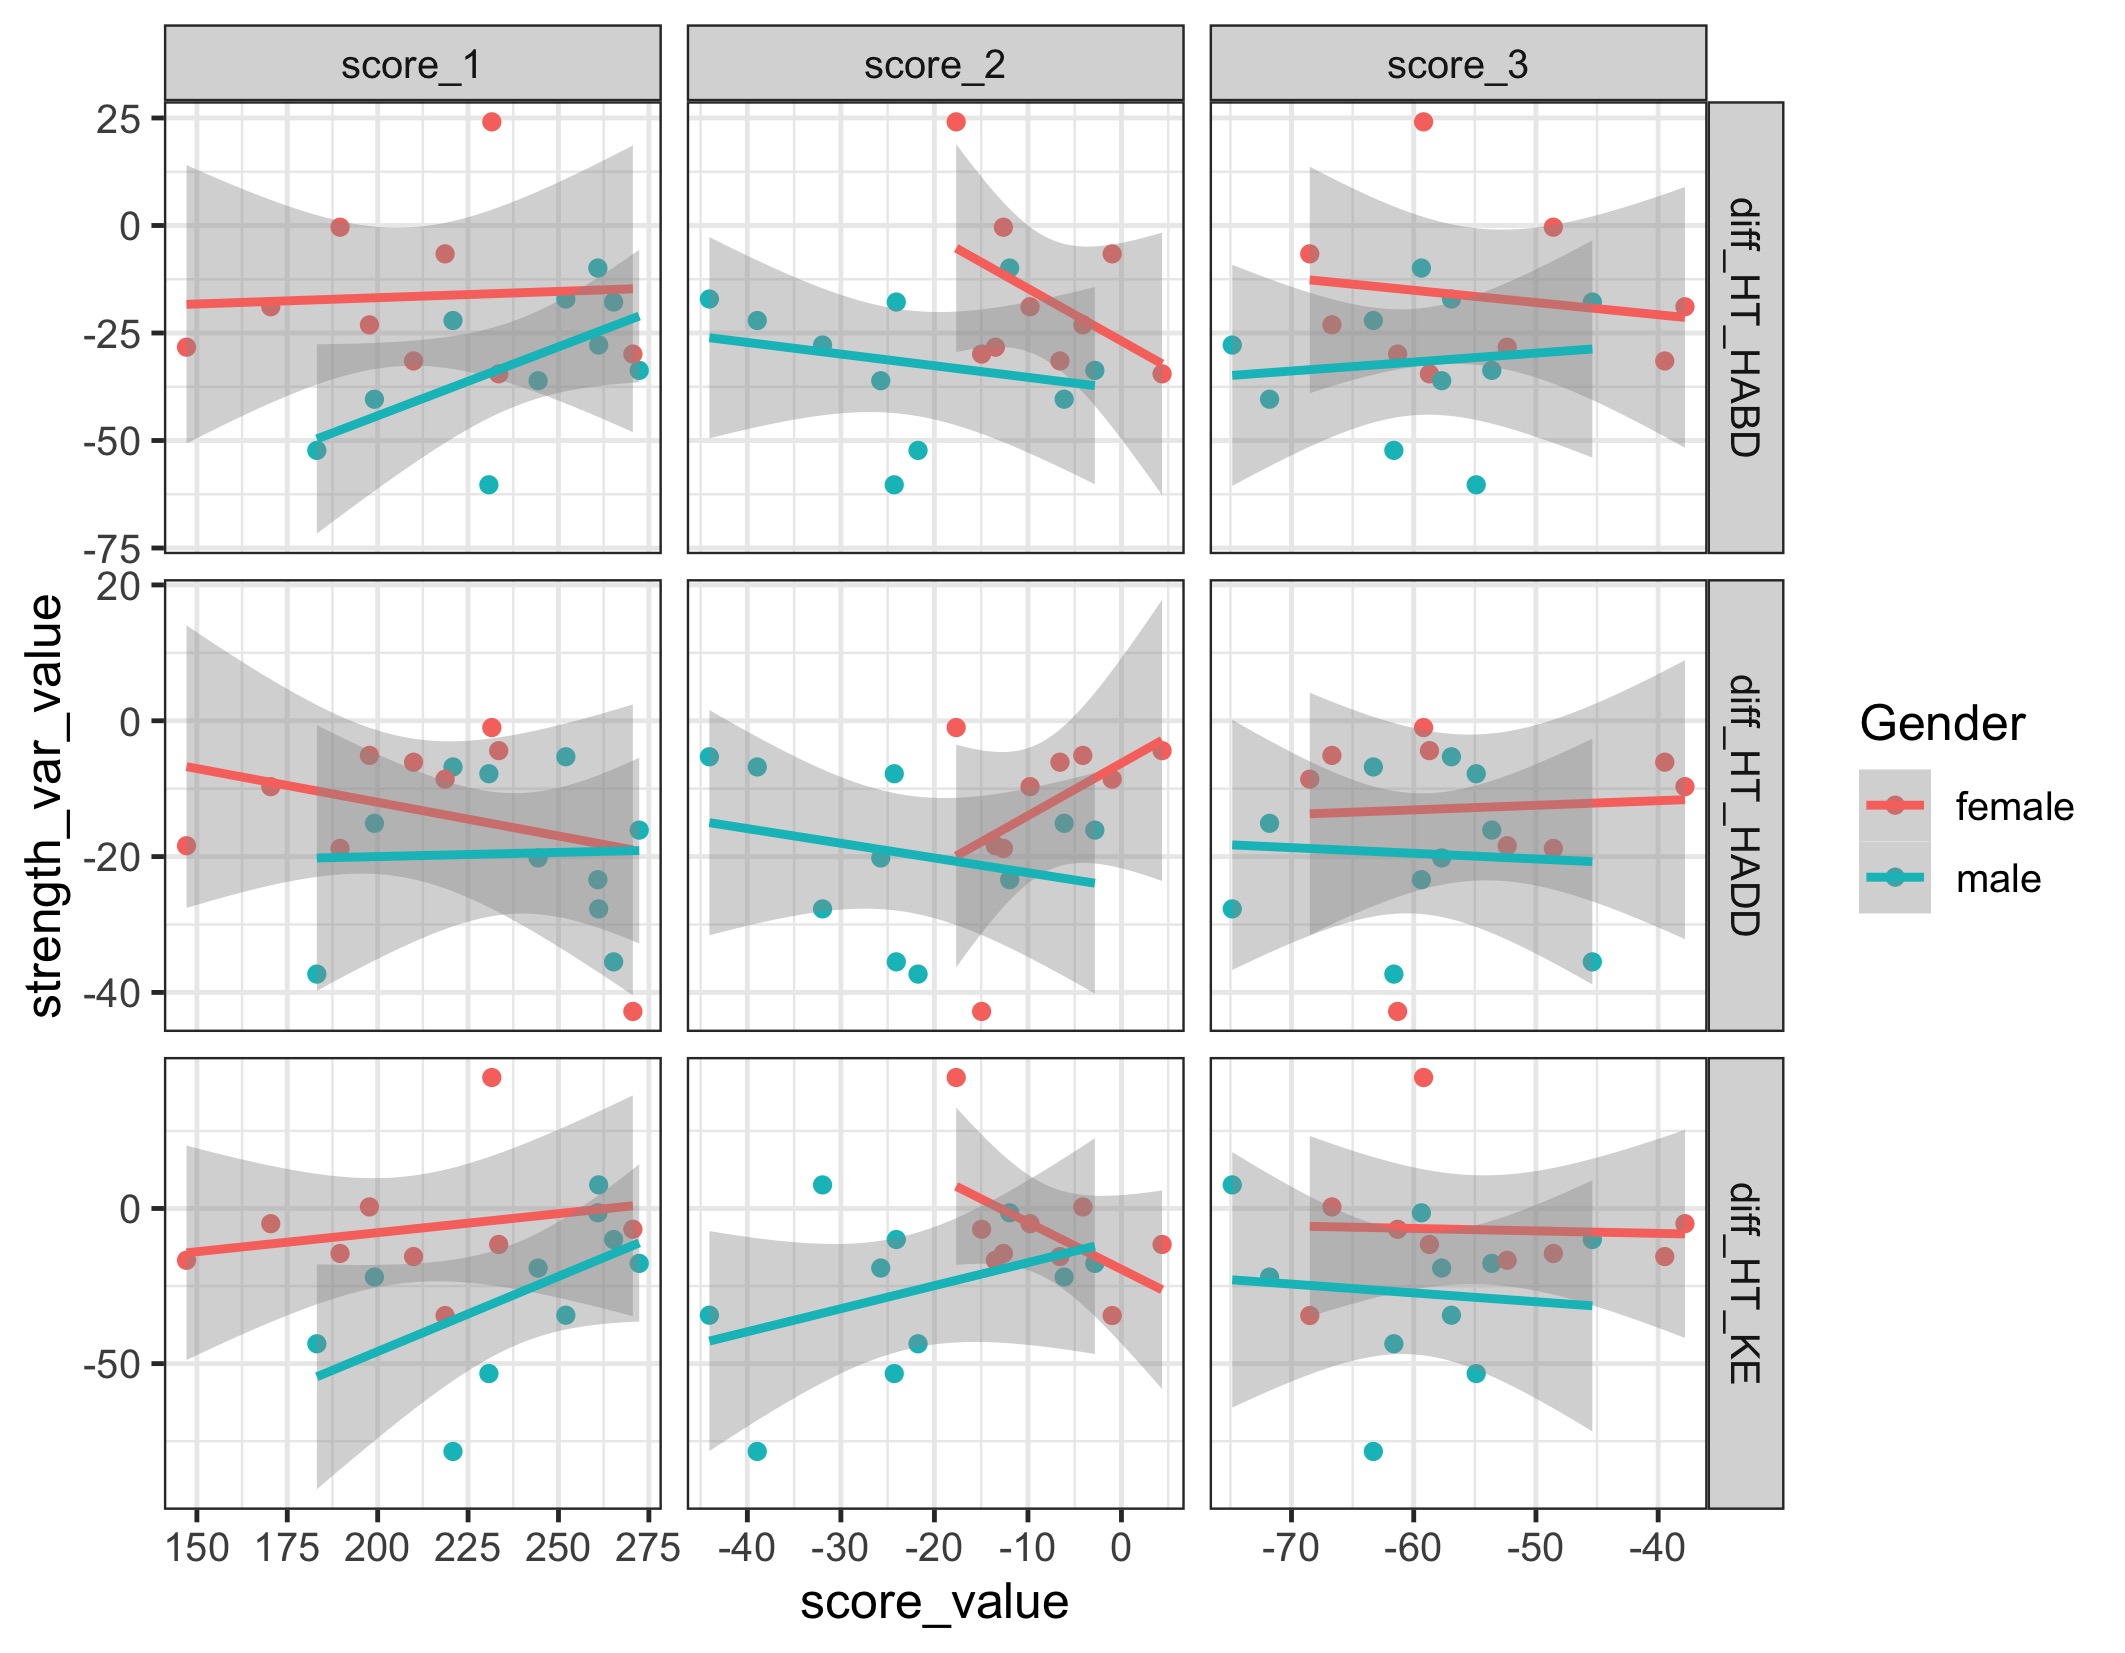 score_1 score_2 score_3
25
0
-25
-50
-75
diff_HT_HABD
20
0
-20
-40
diff_HT_HADD
0
-50
diff_HT_KE
strength_var_value
150 175 200 225 250 275 -40 -30 -20 -10 0 -70 -60 -50 -40
score_value
Gender
female
male